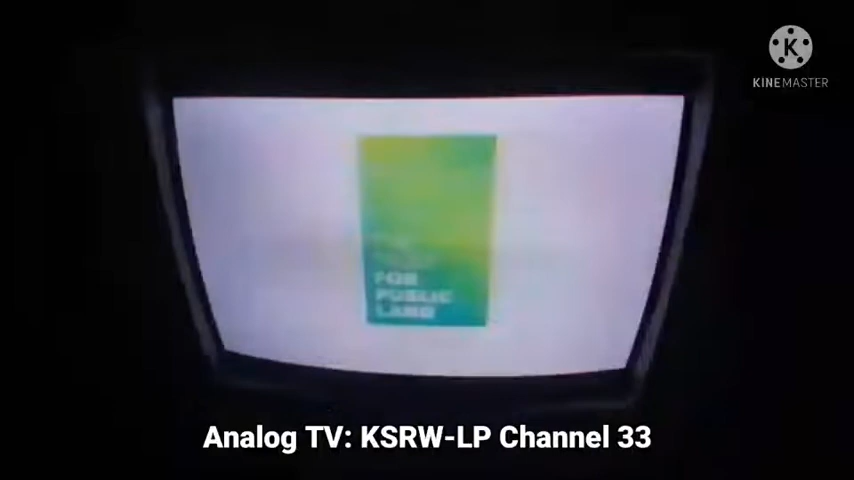 K
KINEMASTER
FOR
PUBLIC
LAND
Analog TV: KSRW-LP Channel 33